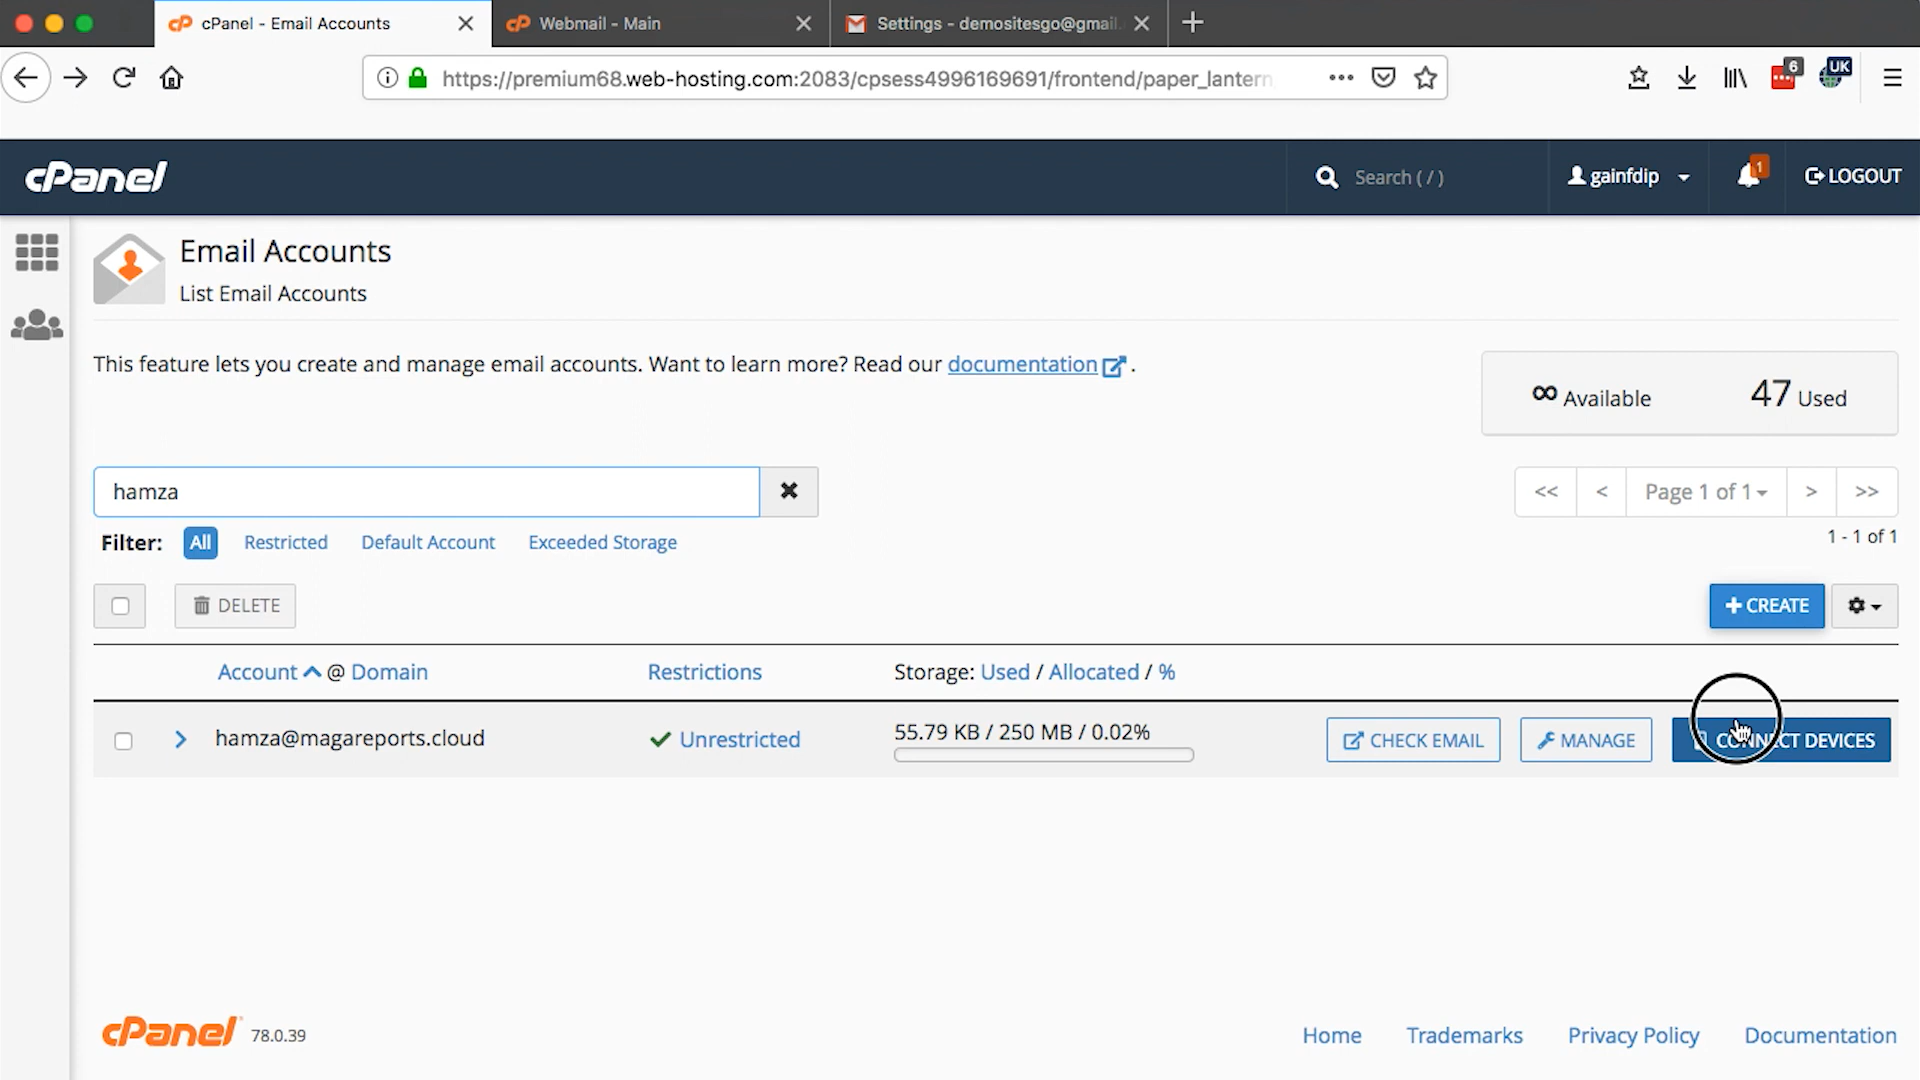 cPanel - Email Accounts
Webmail - Main
Settings - demositesgo@gmail.
https://premium68.web-hosting.com:2083/cpsess4996169691/frontend/paper_lantern
6
UK
cPanel
Search ( / )
gainfdip
1
LOGOUT
Email Accounts
List Email Accounts
This feature lets you create and manage email accounts. Want to learn more? Read our documentation .
∞ Available 47 Used
hamza
<< < Page 1 of 1 > >>
Filter: All Restricted Default Account Exceeded Storage
1 - 1 of 1
DELETE
+ CREATE
Account @ Domain Restrictions Storage: Used / Allocated / %
hamza@magareports.cloud Unrestricted 55.79 KB / 250 MB / 0.02% CHECK EMAIL MANAGE CONNECT DEVICES
cPanel 78.0.39 Home Trademarks Privacy Policy Documentation